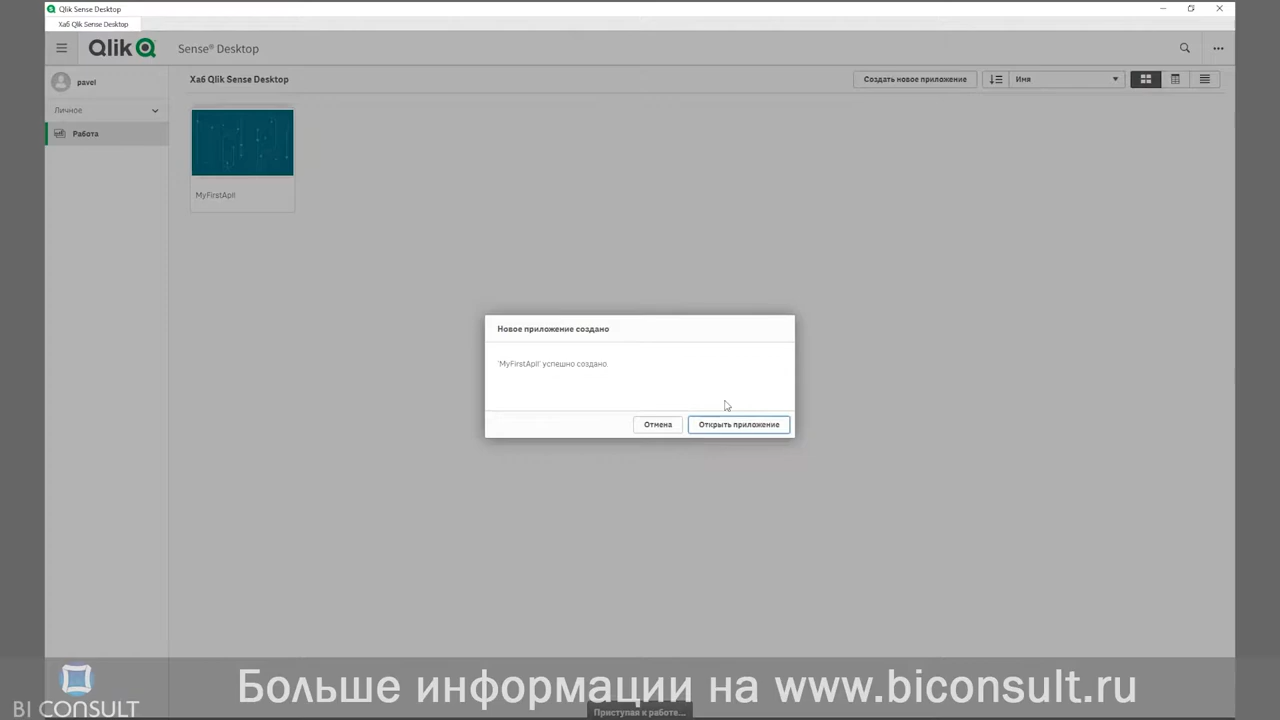 Qlik Sense Desktop
Хаб Qlik Sense Desktop
Qlik
Sense® Desktop
pavel
Хаб Qlik Sense Desktop
Создать новое приложение
Имя
Личное
Работа
MyFirstApli
Новое приложение создано
'MyFirstApli' успешно создано.
Отмена
Открыть приложение
Больше информации на www.biconsult.ru
BI CONSULT
Приступая к работе...